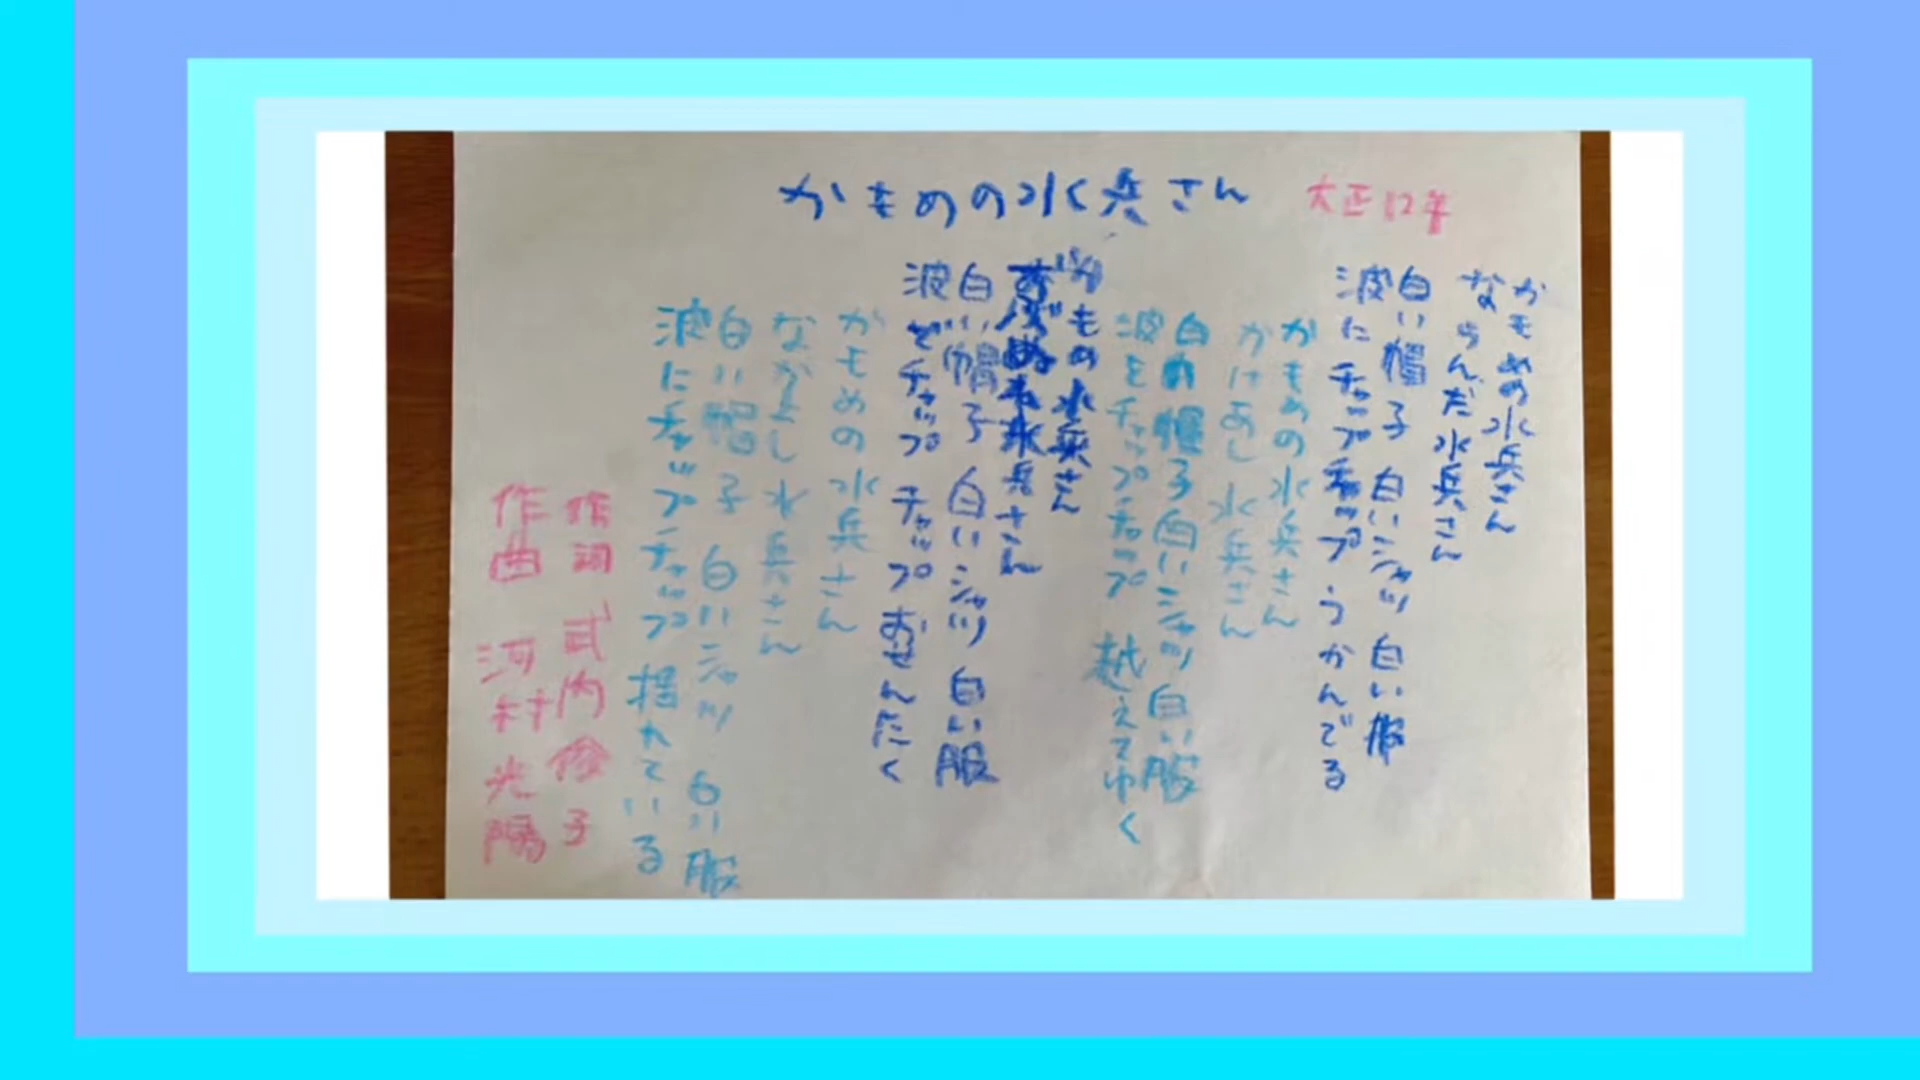 かもめの水兵さん 大正12年
かもめの水兵さん
ならんだ水兵さん
白い帽子 白いシャツ 白い服
波にチャップチャップうかんでる
かもめの水兵さん
かけあし水兵さん
白い帽子白いシャツ白い服
波をチャップチャップ 越えてゆく
かもめの水兵さん
ずぶぬれ水兵さん
白い帽子 白いシャツ 白い服
波でチャップ チャップ おせんたく
かもめの水兵さん
なかよし水兵さん
白い帽子 白いシャツ 白い服
波にチャップチャップ 揺れている
作詞 武内俊子
作曲 河村光陽